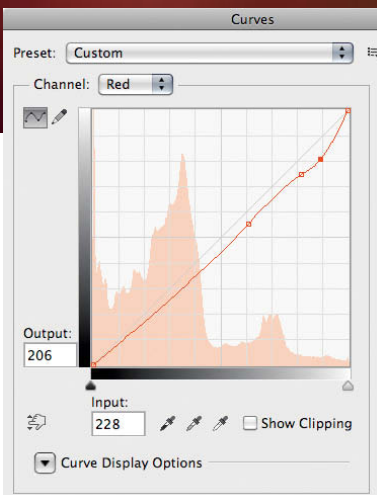 Curves
Preset: Custom
Channel: Red
Output:
206
Input:
228
Show Clipping
Curve Display Options